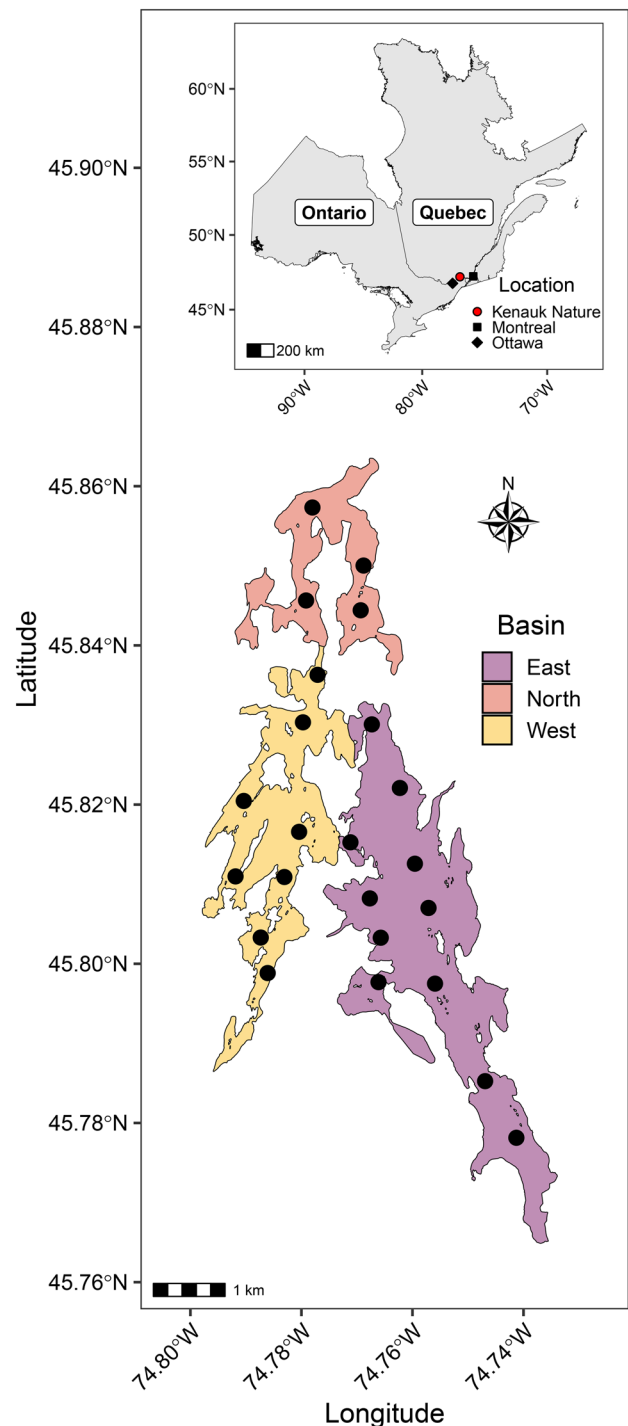 60°N
55°N
50°N
45°N
Ontario
Quebec
Location
Kenauk Nature
Montreal
Ottawa
200 km
90°W
80°W
70°W
45.90°N
45.88°N
45.86°N
45.84°N
45.82°N
45.80°N
45.78°N
45.76°N
Latitude
N
Basin
East
North
West
1 km
74.80°W
74.78°W
74.76°W
74.74°W
Longitude